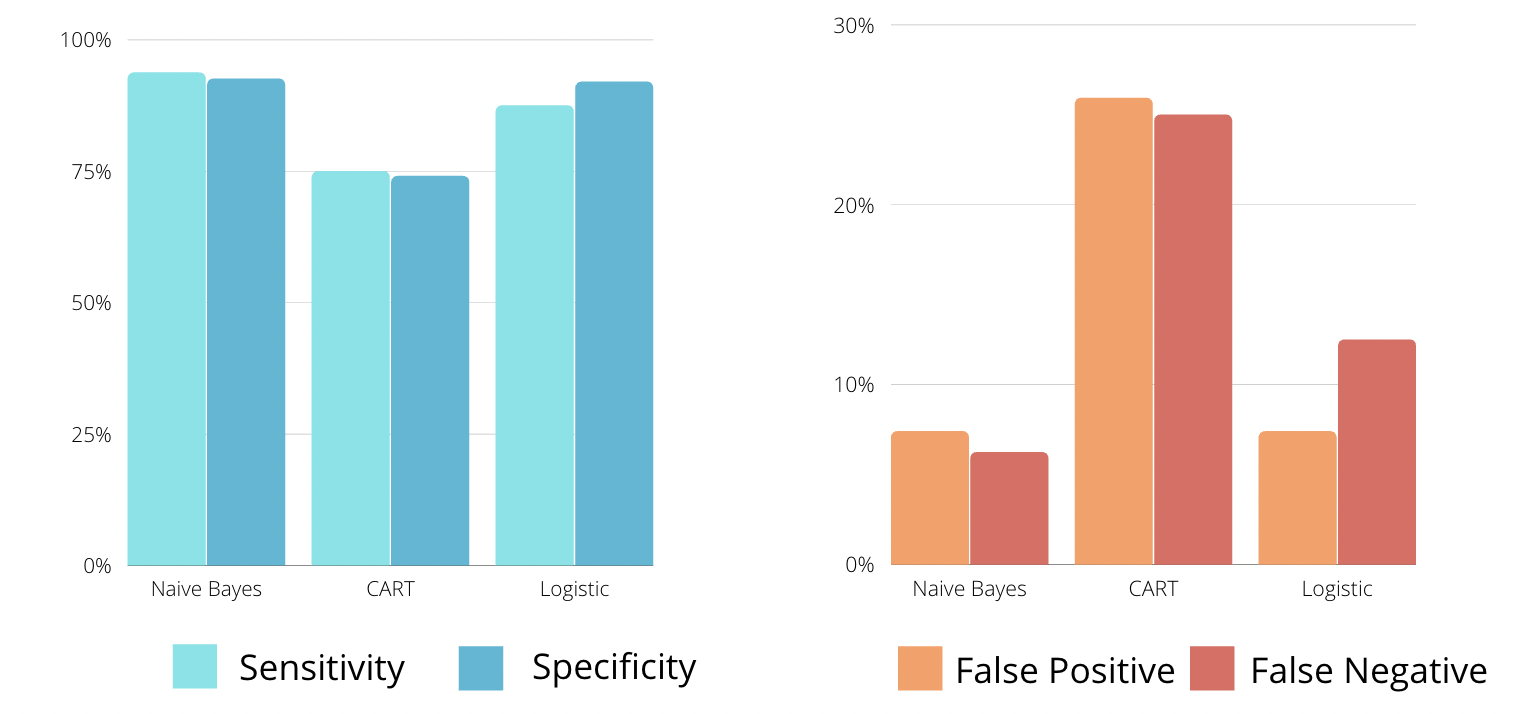 100%
75%
50%
25%
0%
Naive Bayes
CART
Logistic
Sensitivity
Specificity
30%
20%
10%
0%
Naive Bayes
CART
Logistic
False Positive
False Negative